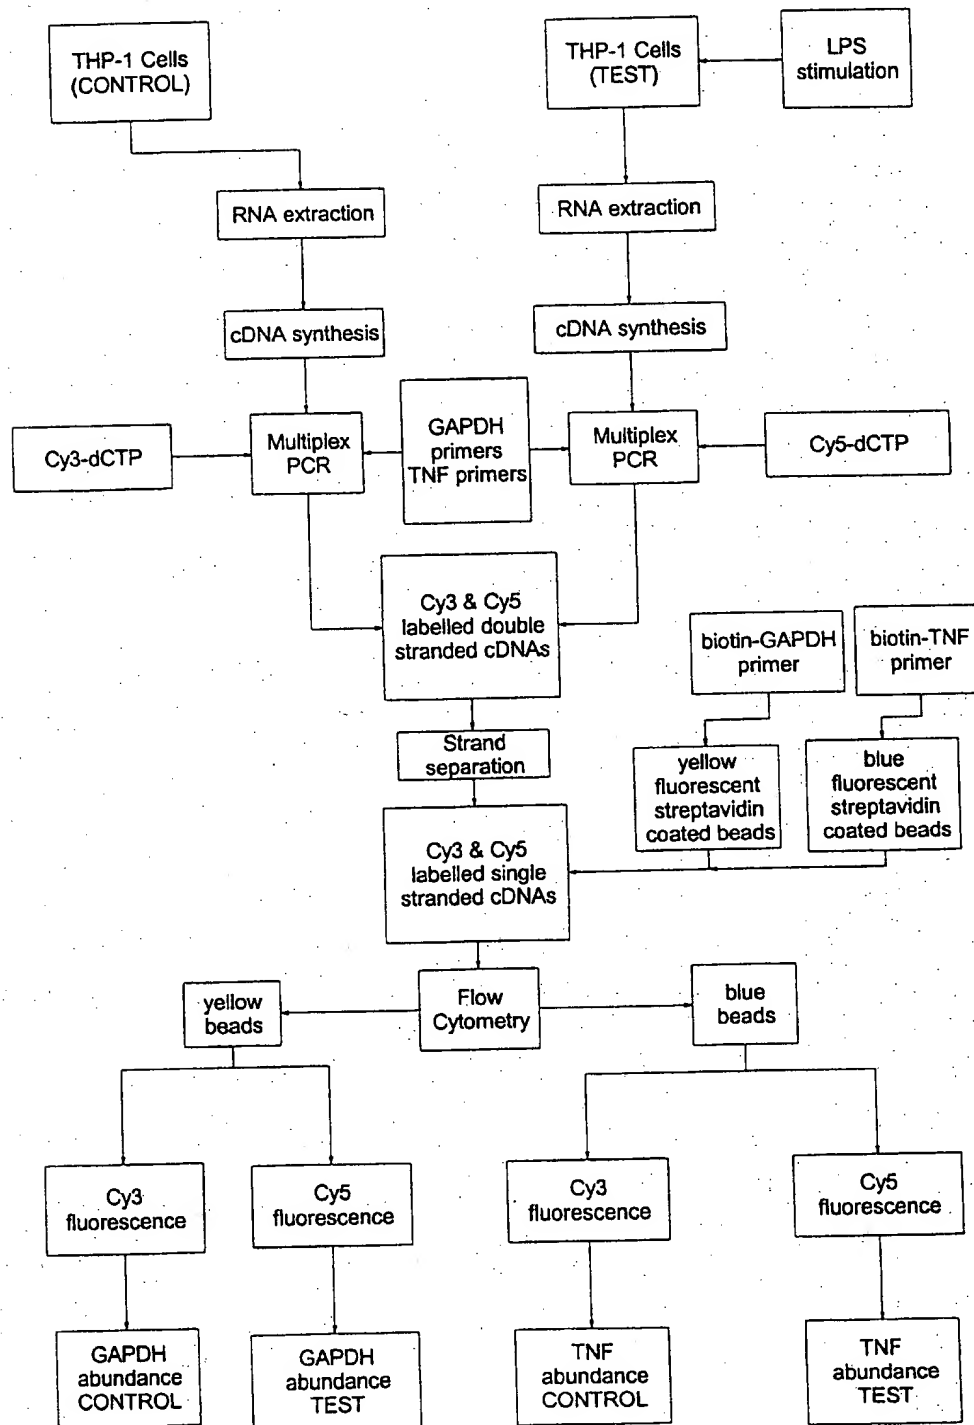 THP-1 Cells
(CONTROL)
THP-1 Cells
(TEST)
LPS
stimulation
RNA extraction
RNA extraction
cDNA synthesis
cDNA synthesis
Cy3-dCTP
Multiplex
PCR
GAPDH
primers
TNF primers
Multiplex
PCR
Cy5-dCTP
Cy3 & Cy5
labelled double
stranded cDNAs
biotin-GAPDH
primer
biotin-TNF
primer
Strand
separation
yellow
fluorescent
streptavidin
coated beads
blue
fluorescent
streptavidin
coated beads
Cy3 & Cy5
labelled single
stranded cDNAs
yellow
beads
Flow
Cytometry
blue
beads
Cy3
fluorescence
Cy5
fluorescence
Cy3
fluorescence
Cy5
fluorescence
GAPDH
abundance
CONTROL
GAPDH
abundance
TEST
TNF
abundance
CONTROL
TNF
abundance
TEST